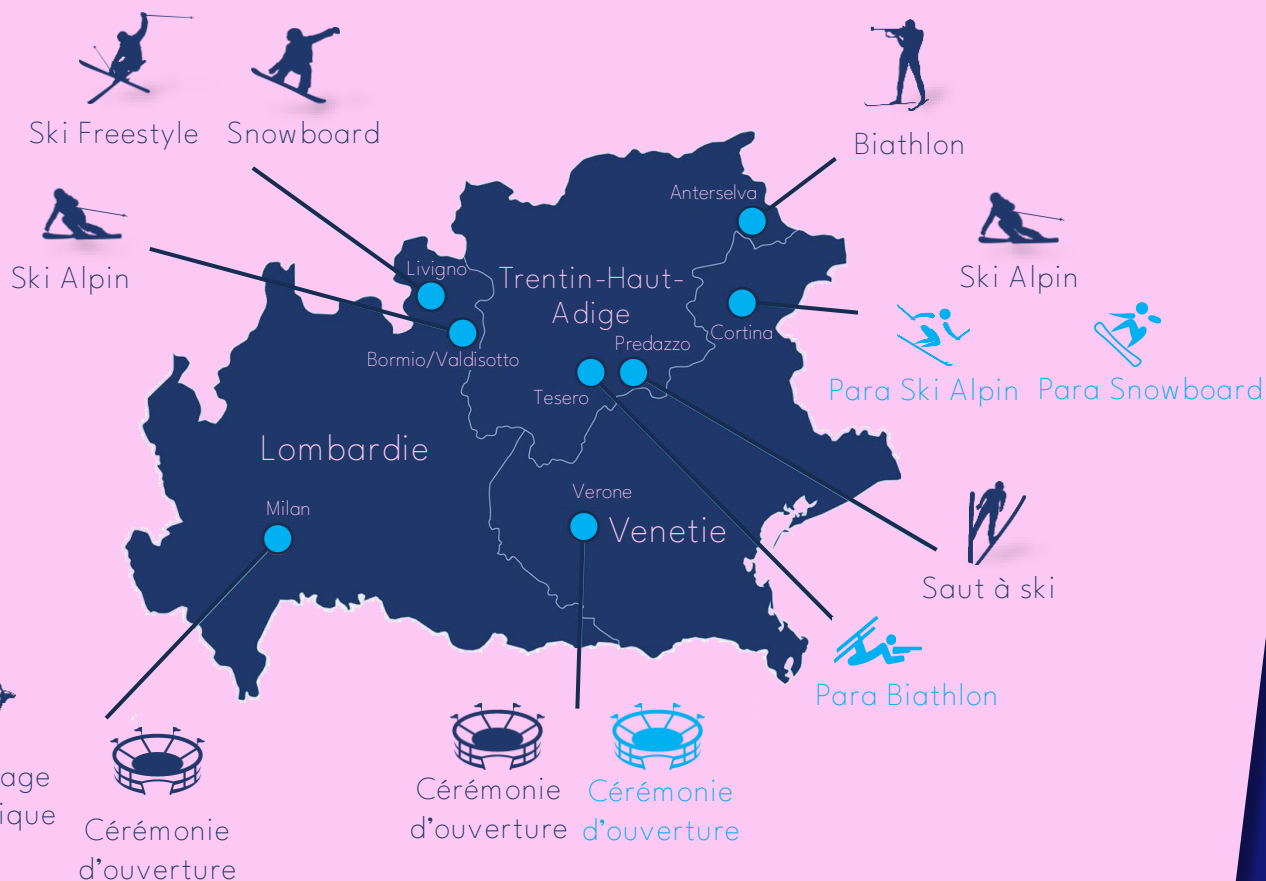 Ski Freestyle
Snowboard
Biathlon
Anterselva
Ski Alpin
Ski Alpin
Livigno
Trentin-Haut-
Adige
Cortina
Predazzo
Bormio/Valdisotto
Tesero
Para Ski Alpin
Para Snowboard
Lombardie
Milan
Verone
Venetie
Saut à ski
Para Biathlon
age
ique
Cérémonie
d'ouverture
Cérémonie
d'ouverture
Cérémonie
d'ouverture